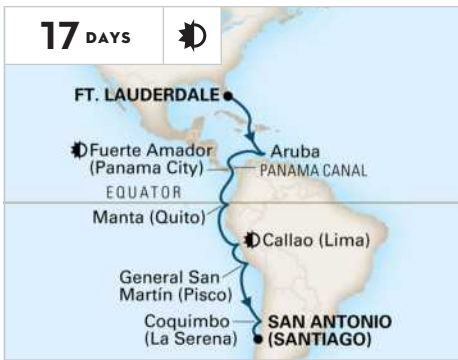 17 DAYS
FT. LAUDERDALE
Fuerte Amador
(Panama City)
Aruba
PANAMA CANAL
EQUATOR
Manta (Quito)
Callao (Lima)
General San
Martín (Pisco)
Coquimbo
(La Serena)
SAN ANTONIO
(SANTIAGO)